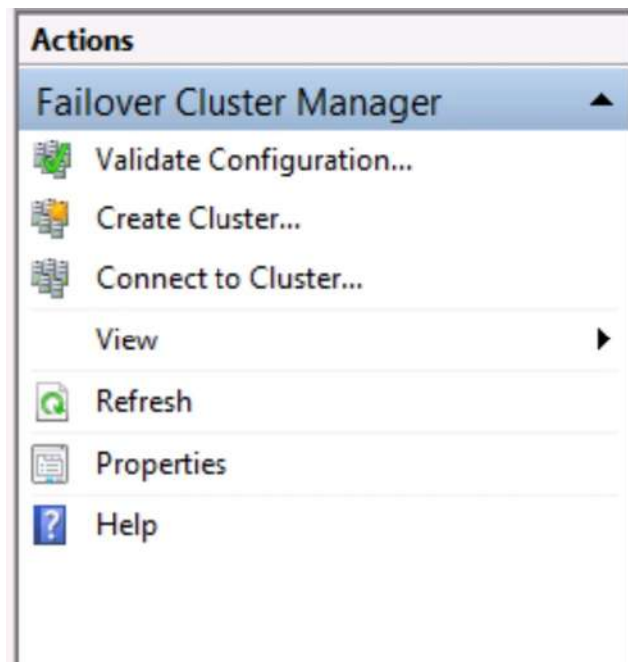 Actions
Failover Cluster Manager
Validate Configuration...
Create Cluster...
Connect to Cluster...
View
Refresh
Properties
Help